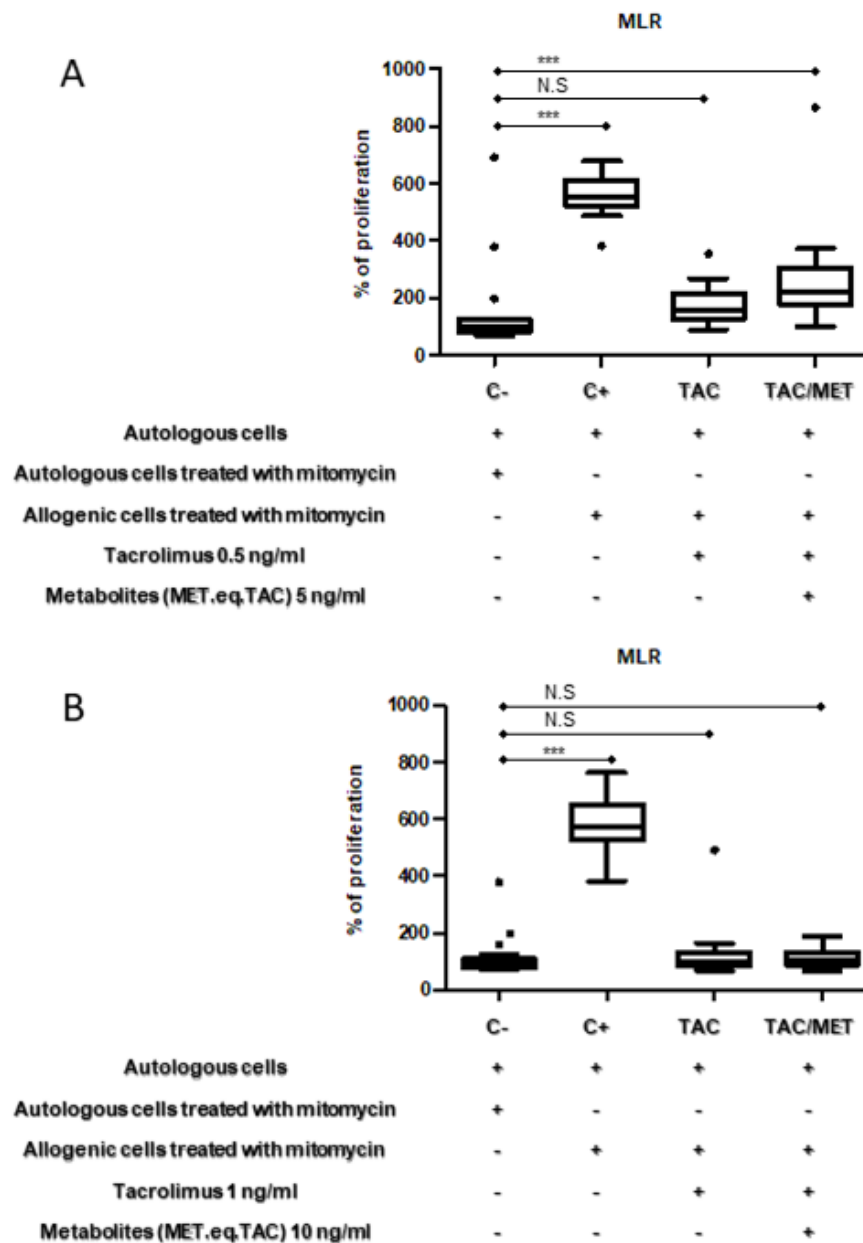 MLR
A
***
N.S
***
1000
800
600
400
200
0
% of proliferation
C- C+ TAC TAC/MET
Autologous cells + + + +
Autologous cells treated with mitomycin + - - -
Allogenic cells treated with mitomycin - + + +
Tacrolimus 0.5 ng/ml - - + +
Metabolites (MET.eq.TAC) 5 ng/ml - - - +
MLR
B
N.S
N.S
***
1000
800
600
400
200
0
% of proliferation
C- C+ TAC TAC/MET
Autologous cells + + + +
Autologous cells treated with mitomycin + - - -
Allogenic cells treated with mitomycin - + + +
Tacrolimus 1 ng/ml - - + +
Metabolites (MET.eq.TAC) 10 ng/ml - - - +